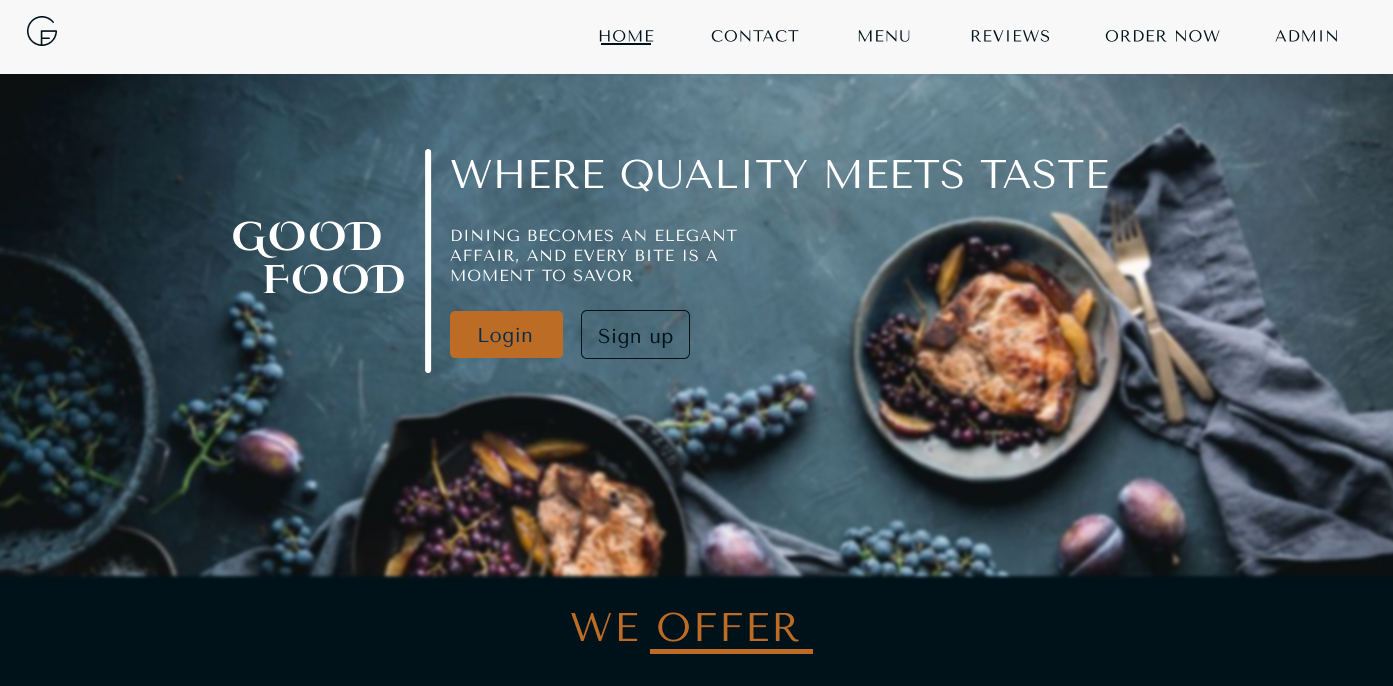 GF
HOME CONTACT MENU REVIEWS ORDER NOW ADMIN
WHERE QUALITY MEETS TASTE
GOOD
FOOD
DINING BECOMES AN ELEGANT
AFFAIR, AND EVERY BITE IS A
MOMENT TO SAVOR
Login Sign up
WE OFFER